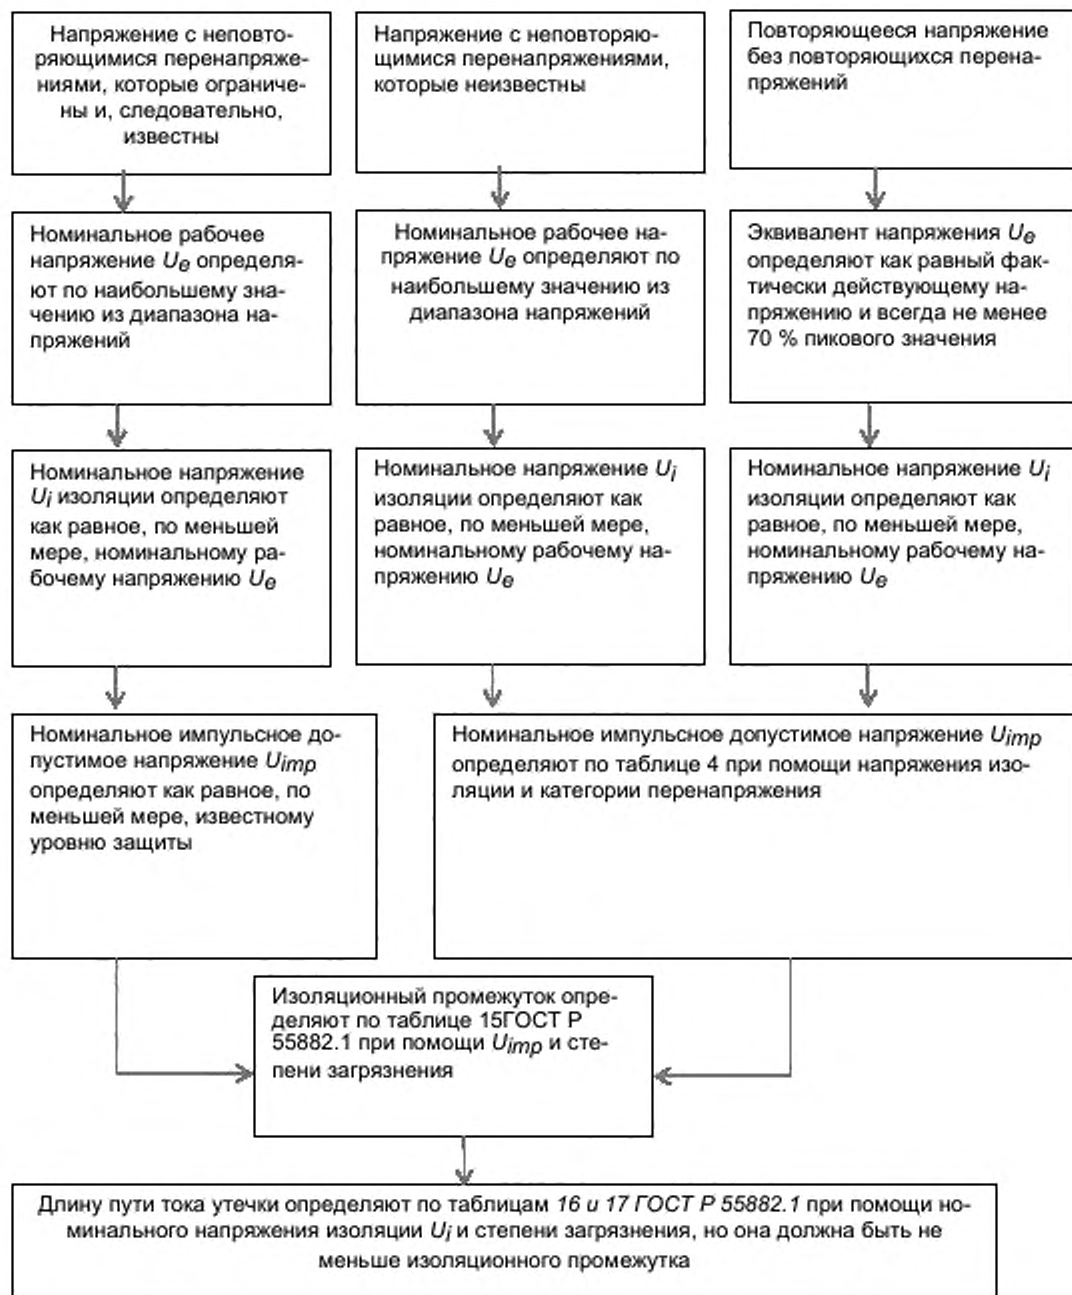 Напряжение с неповто-
ряющимися перенапряже-
ниями, которые ограниче-
ны и, следовательно,
известны
Напряжение с неповторяю-
щимися перенапряжениями,
которые неизвестны
Повторяющееся напряжение
без повторяющихся перена-
пряжений
Номинальное рабочее
напряжение Ue определя-
ют по наибольшему зна-
чению из диапазона на-
пряжений
Номинальное рабочее на-
пряжение Ue определяют по
наибольшему значению из
диапазона напряжений
Эквивалент напряжения Ue
определяют как равный фак-
тически действующему на-
пряжению и всегда не менее
70 % пикового значения
Номинальное напряжение
Ui изоляции определяют
как равное, по меньшей
мере, номинальному ра-
бочему напряжению Ue
Номинальное напряжение Ui
изоляции определяют как
равное, по меньшей мере,
номинальному рабочему на-
пряжению Ue
Номинальное напряжение Ui
изоляции определяют как
равное, по меньшей мере,
номинальному рабочему на-
пряжению Ue
Номинальное импульсное до-
пустимое напряжение Uimp
определяют как равное, по
меньшей мере, известному
уровню защиты
Номинальное импульсное допустимое напряжение Uimp
определяют по таблице 4 при помощи напряжения изо-
ляции и категории перенапряжения
Изоляционный промежуток опре-
деляют по таблице 15ГОСТ Р
55882.1 при помощи Uimp и сте-
пени загрязнения
Длину пути тока утечки определяют по таблицам 16 и 17 ГОСТ Р 55882.1 при помощи но-
минального напряжения изоляции Ui и степени загрязнения, но она должна быть не
меньше изоляционного промежутка